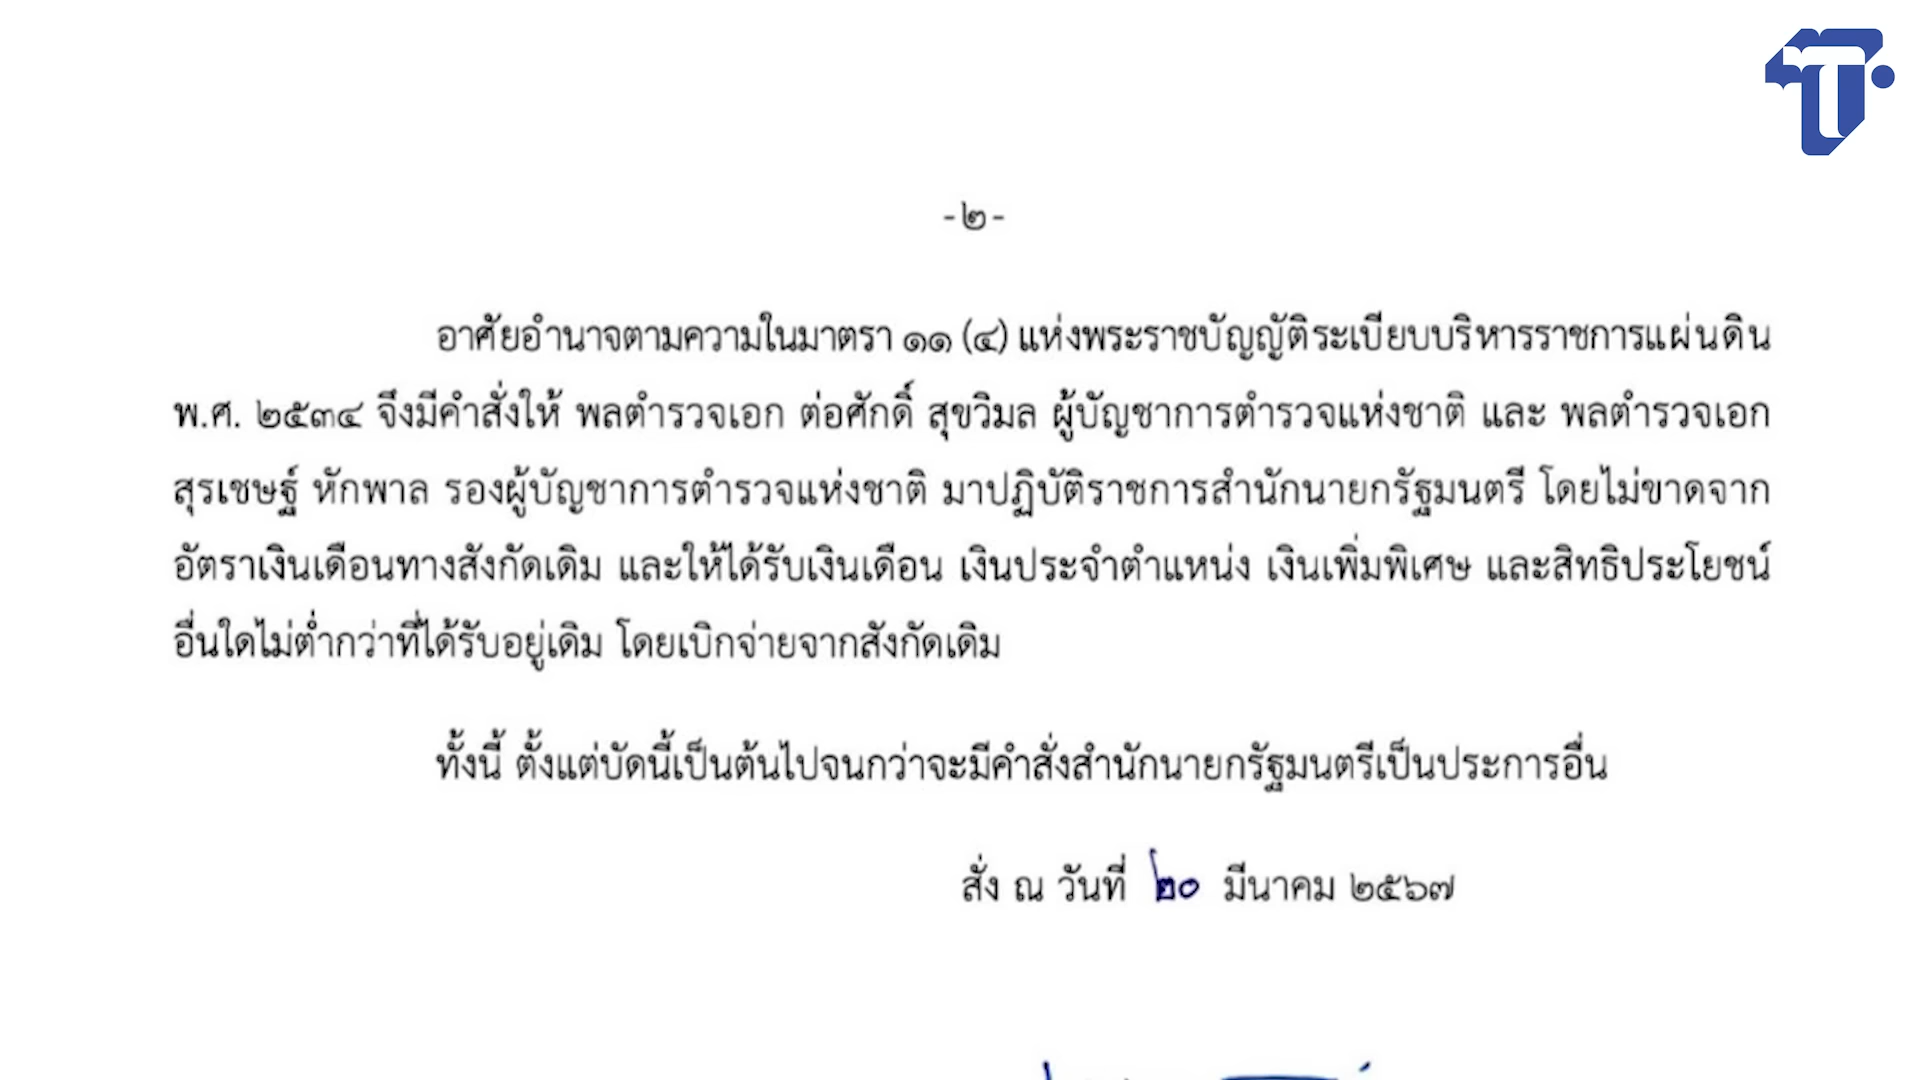 -๒-
อาศัยอำนาจตามความในมาตรา ๑๑ (๔) แห่งพระราชบัญญัติระเบียบบริหารราชการแผ่นดิน
พ.ศ. ๒๕๓๔ จึงมีคำสั่งให้ พลตำรวจเอก ต่อศักดิ์ สุขวิมล ผู้บัญชาการตำรวจแห่งชาติ และ พลตำรวจเอก
สุรเชษฐ์ หักพาล รองผู้บัญชาการตำรวจแห่งชาติ มาปฏิบัติราชการสำนักนายกรัฐมนตรี โดยไม่ขาดจาก
อัตราเงินเดือนทางสังกัดเดิม และให้ได้รับเงินเดือน เงินประจำตำแหน่ง เงินเพิ่มพิเศษ และสิทธิประโยชน์
อื่นใดไม่ต่ำกว่าที่ได้รับอยู่เดิม โดยเบิกจ่ายจากสังกัดเดิม
ทั้งนี้ ตั้งแต่บัดนี้เป็นต้นไปจนกว่าจะมีคำสั่งสำนักนายกรัฐมนตรีเป็นประการอื่น
สั่ง ณ วันที่ ๒๐ มีนาคม ๒๕๖๗